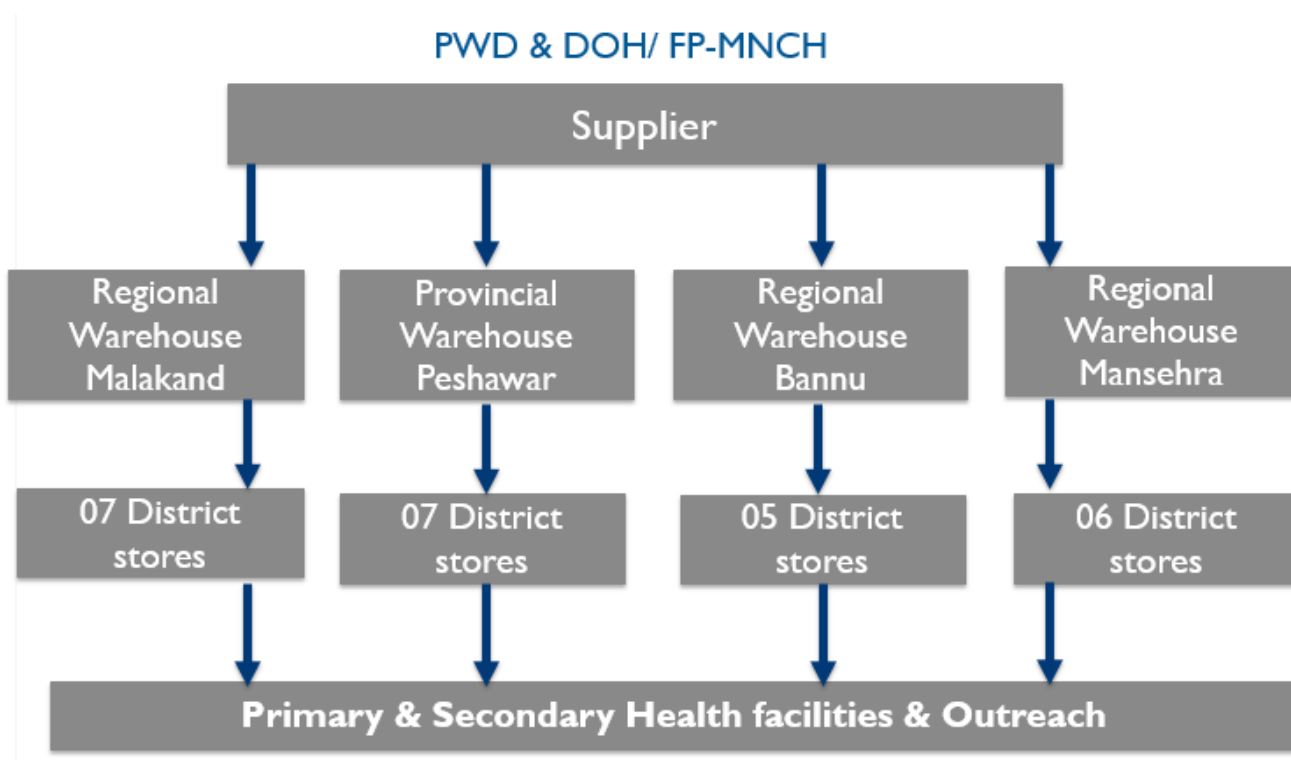 PWD & DOH/ FP-MNCH
Supplier
Regional
Warehouse
Malakand
Provincial
Warehouse
Peshawar
Regional
Warehouse
Bannu
Regional
Warehouse
Mansehra
07 District
stores
07 District
stores
05 District
stores
06 District
stores
Primary & Secondary Health facilities & Outreach